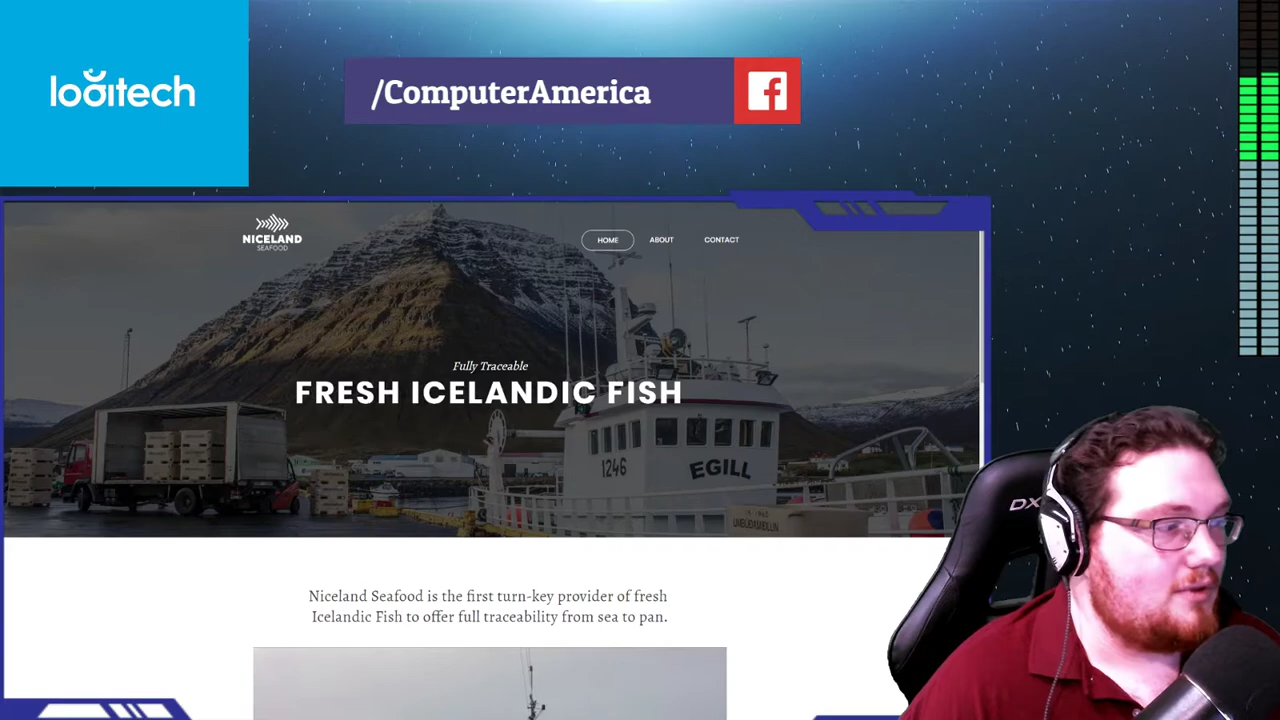 logitech
/ComputerAmerica
NICELAND
SEAFOOD
HOME
ABOUT
CONTACT
Fully Traceable
FRESH ICELANDIC FISH
1246
EGILL
DX
Niceland Seafood is the first turn-key provider of fresh
Icelandic Fish to offer full traceability from sea to pan.